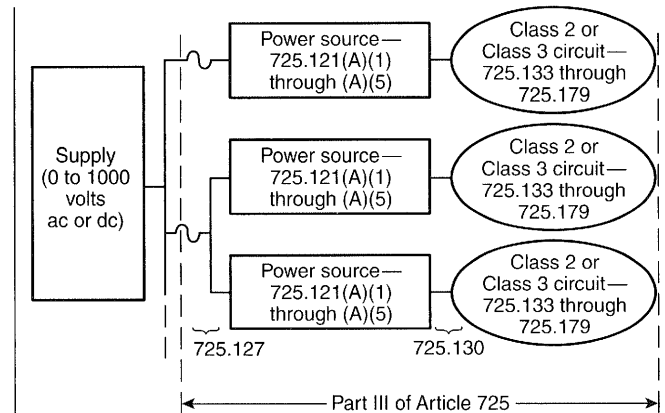 Power source—
725.121(A)(1)
through (A)(5)
Class 2 or
Class 3 circuit—
725.133 through
725.179
Supply
(0 to 1000
volts
ac or dc)
Power source—
725.121(A)(1)
through (A)(5)
Class 2 or
Class 3 circuit—
725.133 through
725.179
Power source—
725.121(A)(1)
through (A)(5)
Class 2 or
Class 3 circuit—
725.133 through
725.179
725.127
725.130
Part III of Article 725